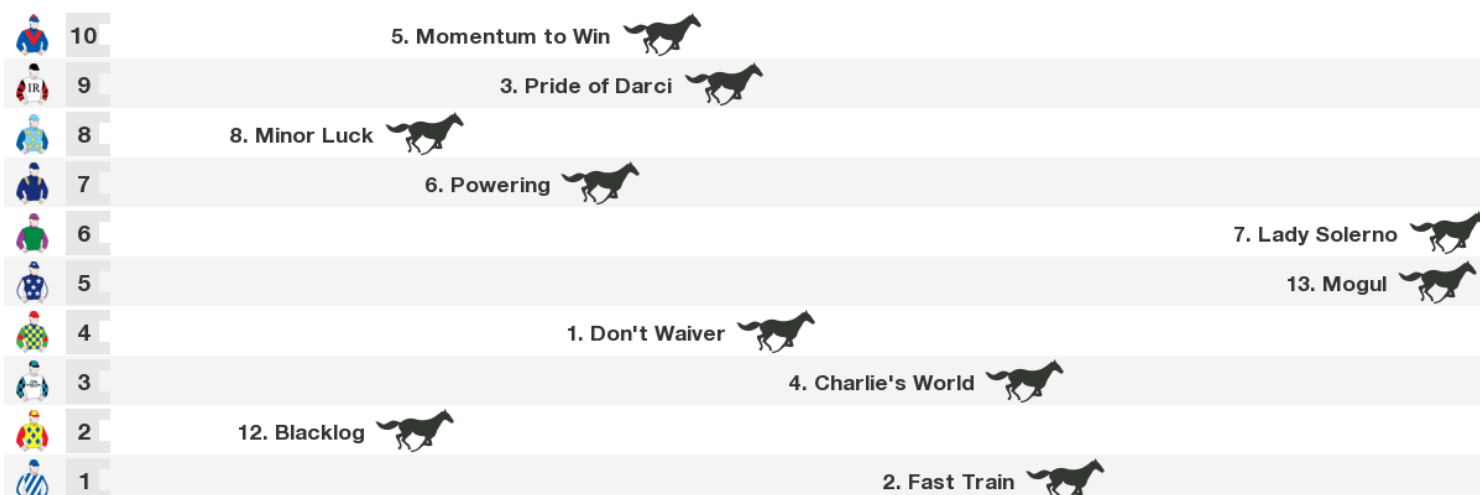 10 5. Momentum to Win
IR 9 3. Pride of Darci
8 8. Minor Luck
7 6. Powering
6 7. Lady Solerno
5 13. Mogul
4 1. Don't Waiver
3 4. Charlie's World
2 12. Blacklog
1 2. Fast Train